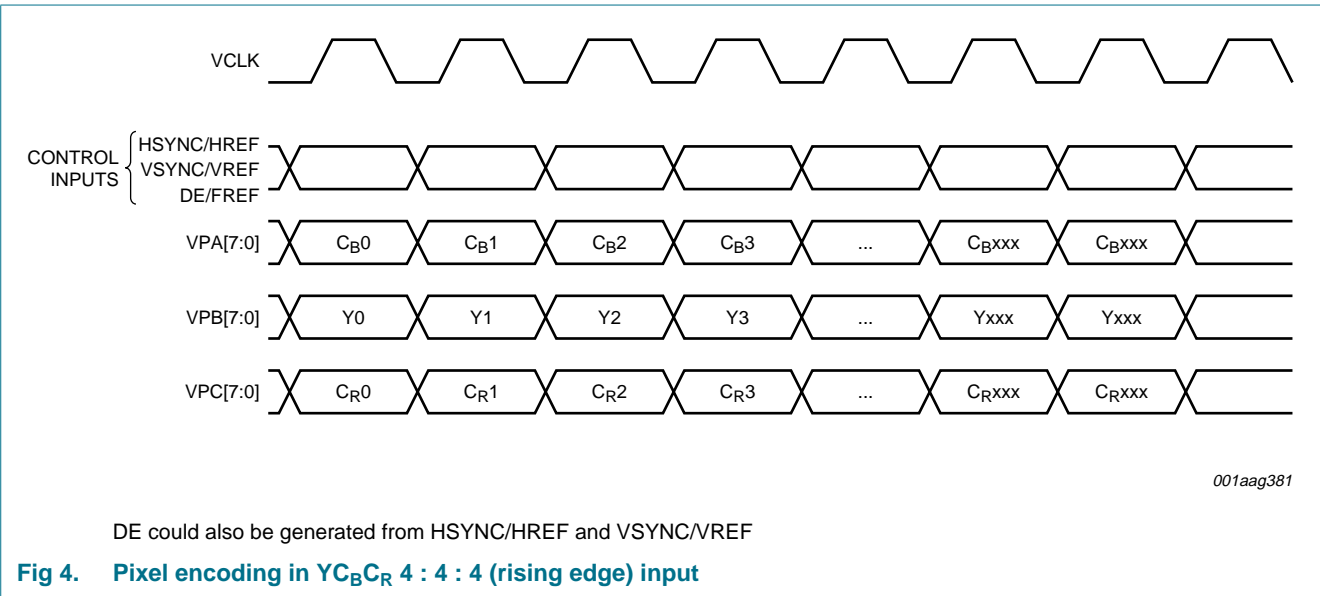 VCLK
CONTROL INPUTS
HSYNC/HREF
VSYNC/VREF
DE/FREF
VPA[7:0] CB0 CB1 CB2 CB3 ... CBxxx CBxxx
VPB[7:0] Y0 Y1 Y2 Y3 ... Yxxx Yxxx
VPC[7:0] CR0 CR1 CR2 CR3 ... CRxxx CRxxx
001aag381
DE could also be generated from HSYNC/HREF and VSYNC/VREF
Fig 4. Pixel encoding in YCBCR 4 : 4 : 4 (rising edge) input